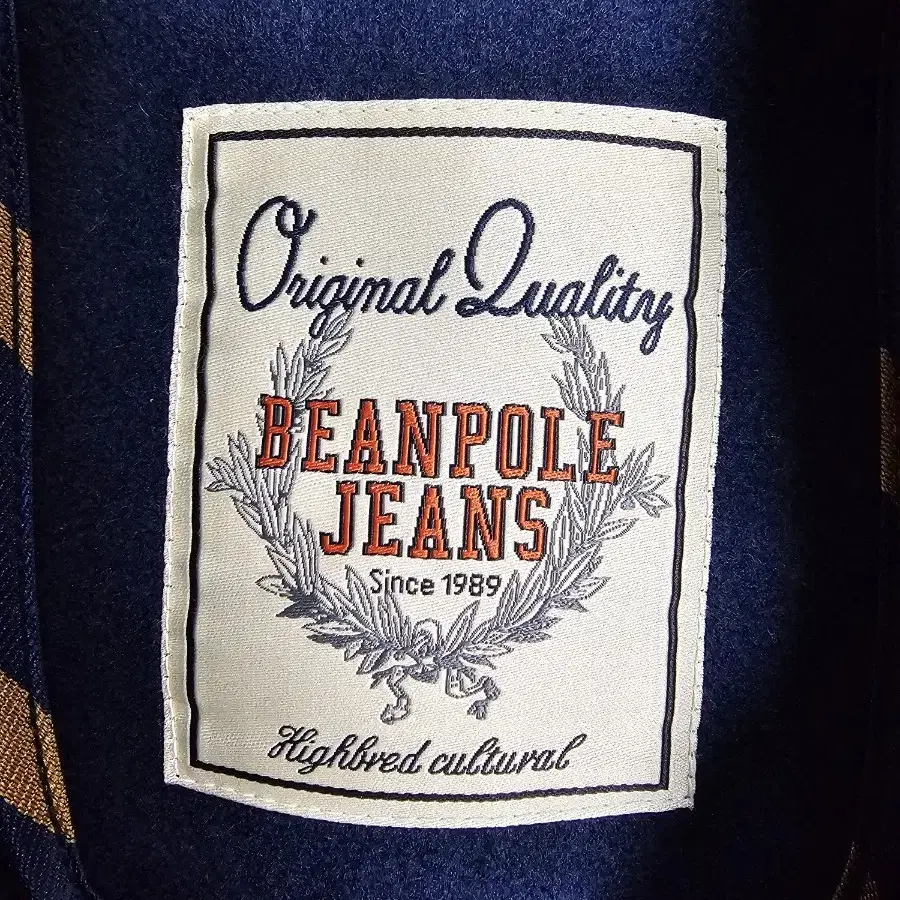 Original Quality
BEANPOLE
JEANS
Since 1989
Highbred cultural